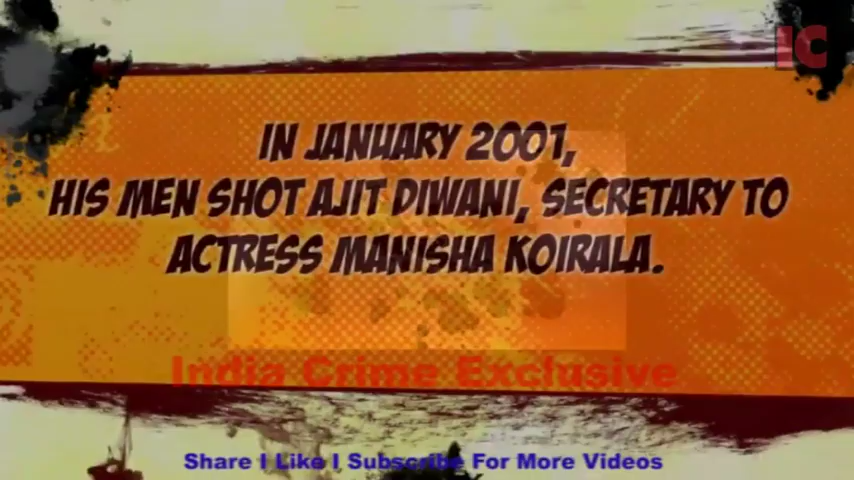 IC
IN JANUARY 2001,
HIS MEN SHOT AJIT DIWANI, SECRETARY TO
ACTRESS MANISHA KOIRALA.
India Crime Exclusive
Share I Like I Subscribe For More Videos